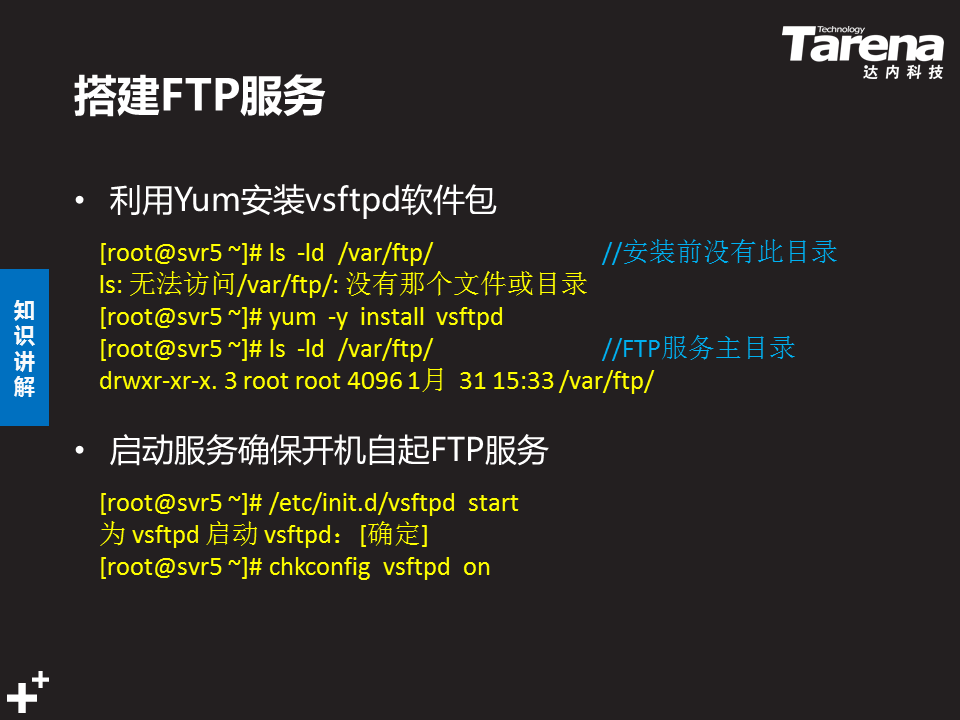 Technology
Tarena
达内科技
搭建FTP服务
• 利用Yum安装vsftpd软件包
[root@svr5 ~]# ls -ld /var/ftp/ //安装前没有此目录
ls: 无法访问/var/ftp/: 没有那个文件或目录
[root@svr5 ~]# yum -y install vsftpd
[root@svr5 ~]# ls -ld /var/ftp/ //FTP服务主目录
drwxr-xr-x. 3 root root 4096 1月 31 15:33 /var/ftp/
知识讲解
• 启动服务确保开机自起FTP服务
[root@svr5 ~]# /etc/init.d/vsftpd start
为 vsftpd 启动 vsftpd：[确定]
[root@svr5 ~]# chkconfig vsftpd on